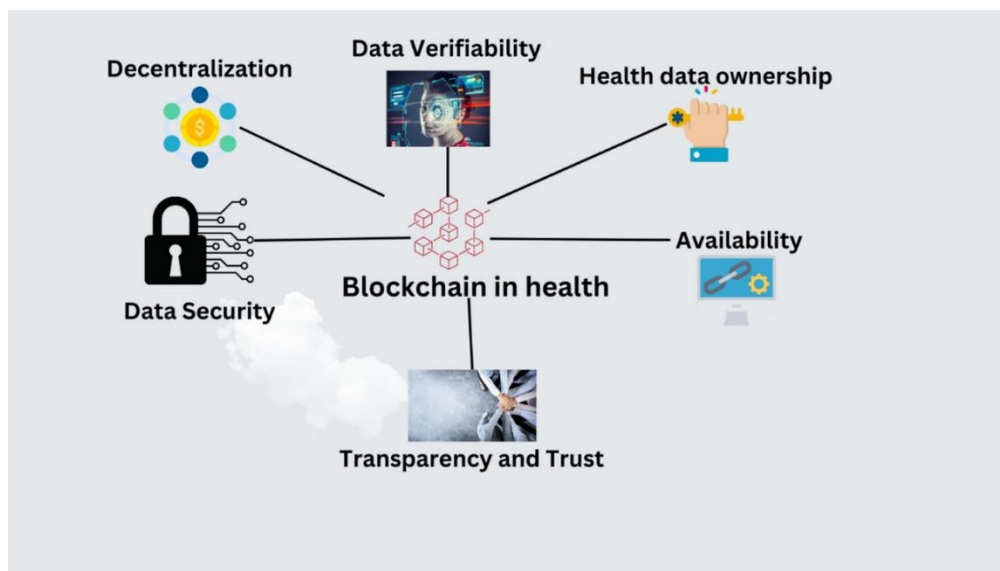 Data Verifiability
Decentralization
Health data ownership
Availability
Blockchain in health
Data Security
Transparency and Trust